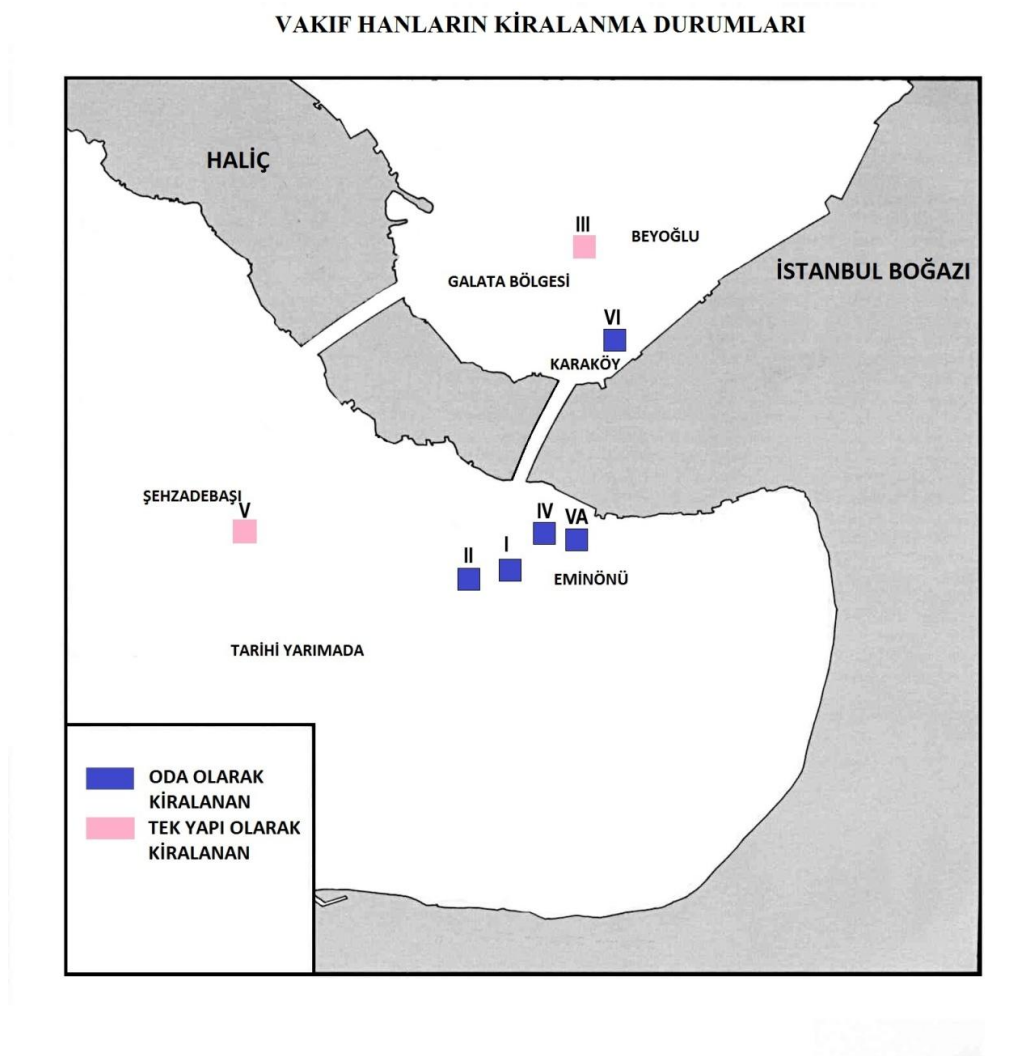 VAKIF HANLARIN KİRALANMA DURUMLARI
HALİÇ
III
BEYOĞLU
İSTANBUL BOĞAZI
GALATA BÖLGESİ
VI
KARAKÖY
ŞEHZADEBAŞI
V
IV
VA
I
II
EMİNÖNÜ
TARİHİ YARIMADA
ODA OLARAK
KİRALANAN
TEK YAPI OLARAK
KİRALANAN